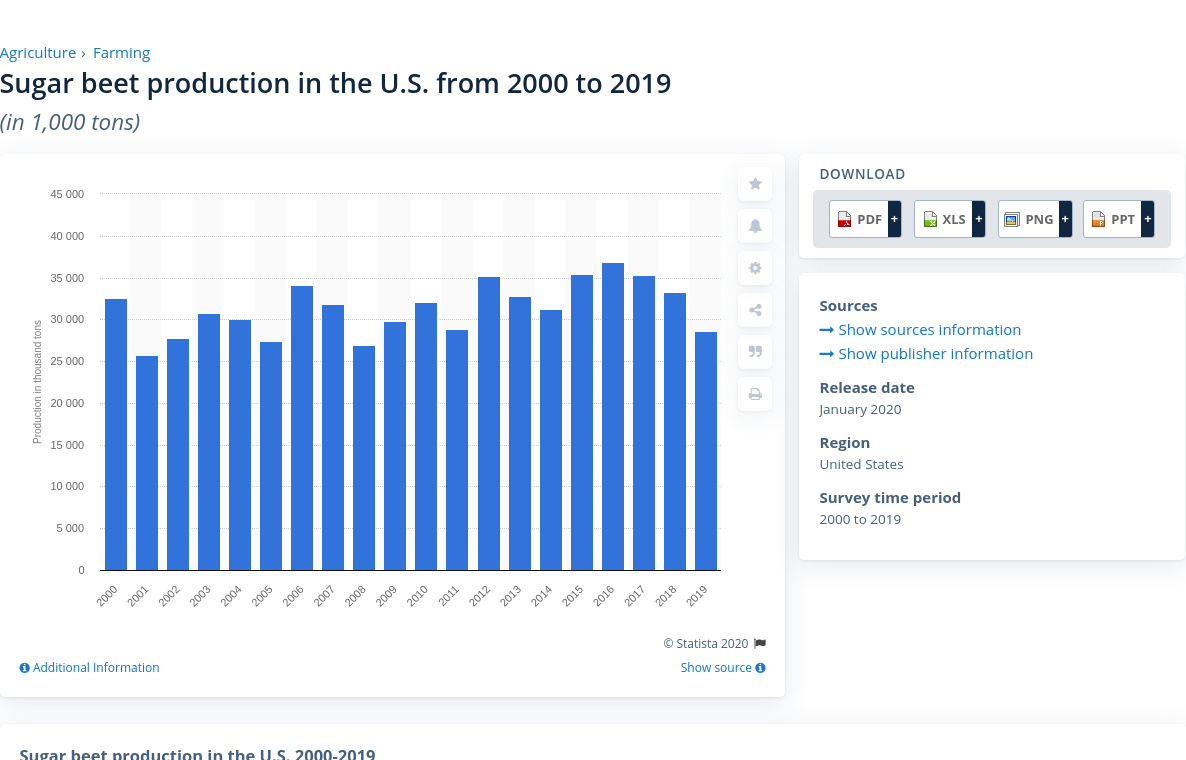 Agriculture › Farming
Sugar beet production in the U.S. from 2000 to 2019
(in 1,000 tons)
Production in thousand tons
45 000
40 000
35 000
30 000
25 000
20 000
15 000
10 000
5 000
0
2000 2001 2002 2003 2004 2005 2006 2007 2008 2009 2010 2011 2012 2013 2014 2015 2016 2017 2018 2019
© Statista 2020
Additional Information
Show source
DOWNLOAD
PDF + XLS + PNG + PPT +
Sources
Show sources information
Show publisher information
Release date
January 2020
Region
United States
Survey time period
2000 to 2019
Sugar beet production in the U.S. 2000-2019